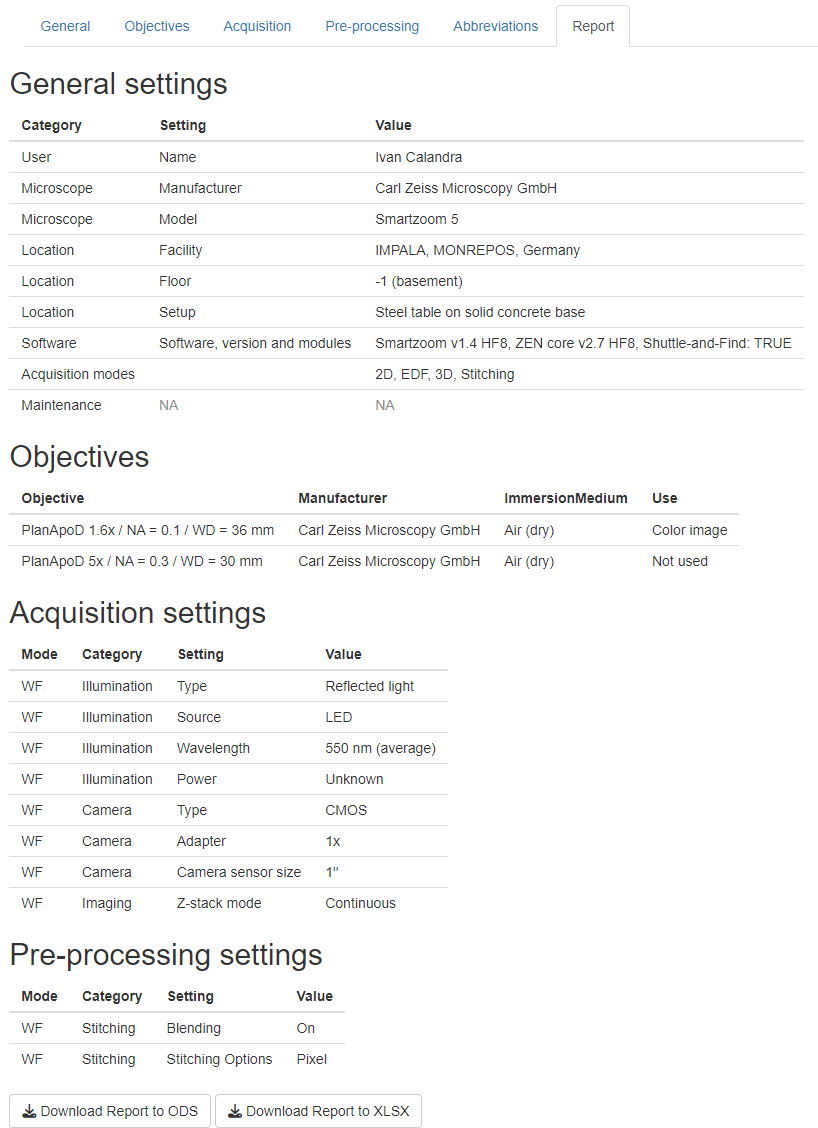 General Objectives Acquisition Pre-processing Abbreviations Report
General settings
Category Setting Value
User Name Ivan Calandra
Microscope Manufacturer Carl Zeiss Microscopy GmbH
Microscope Model Smartzoom 5
Location Facility IMPALA, MONREPOS, Germany
Location Floor -1 (basement)
Location Setup Steel table on solid concrete base
Software Software, version and modules Smartzoom v1.4 HF8, ZEN core v2.7 HF8, Shuttle-and-Find: TRUE
Acquisition modes 2D, EDF, 3D, Stitching
Maintenance NA NA
Objectives
Objective Manufacturer ImmersionMedium Use
PlanApoD 1.6x / NA = 0.1 / WD = 36 mm Carl Zeiss Microscopy GmbH Air (dry) Color image
PlanApoD 5x / NA = 0.3 / WD = 30 mm Carl Zeiss Microscopy GmbH Air (dry) Not used
Acquisition settings
Mode Category Setting Value
WF Illumination Type Reflected light
WF Illumination Source LED
WF Illumination Wavelength 550 nm (average)
WF Illumination Power Unknown
WF Camera Type CMOS
WF Camera Adapter 1x
WF Camera Camera sensor size 1"
WF Imaging Z-stack mode Continuous
Pre-processing settings
Mode Category Setting Value
WF Stitching Blending On
WF Stitching Stitching Options Pixel
Download Report to ODS Download Report to XLSX